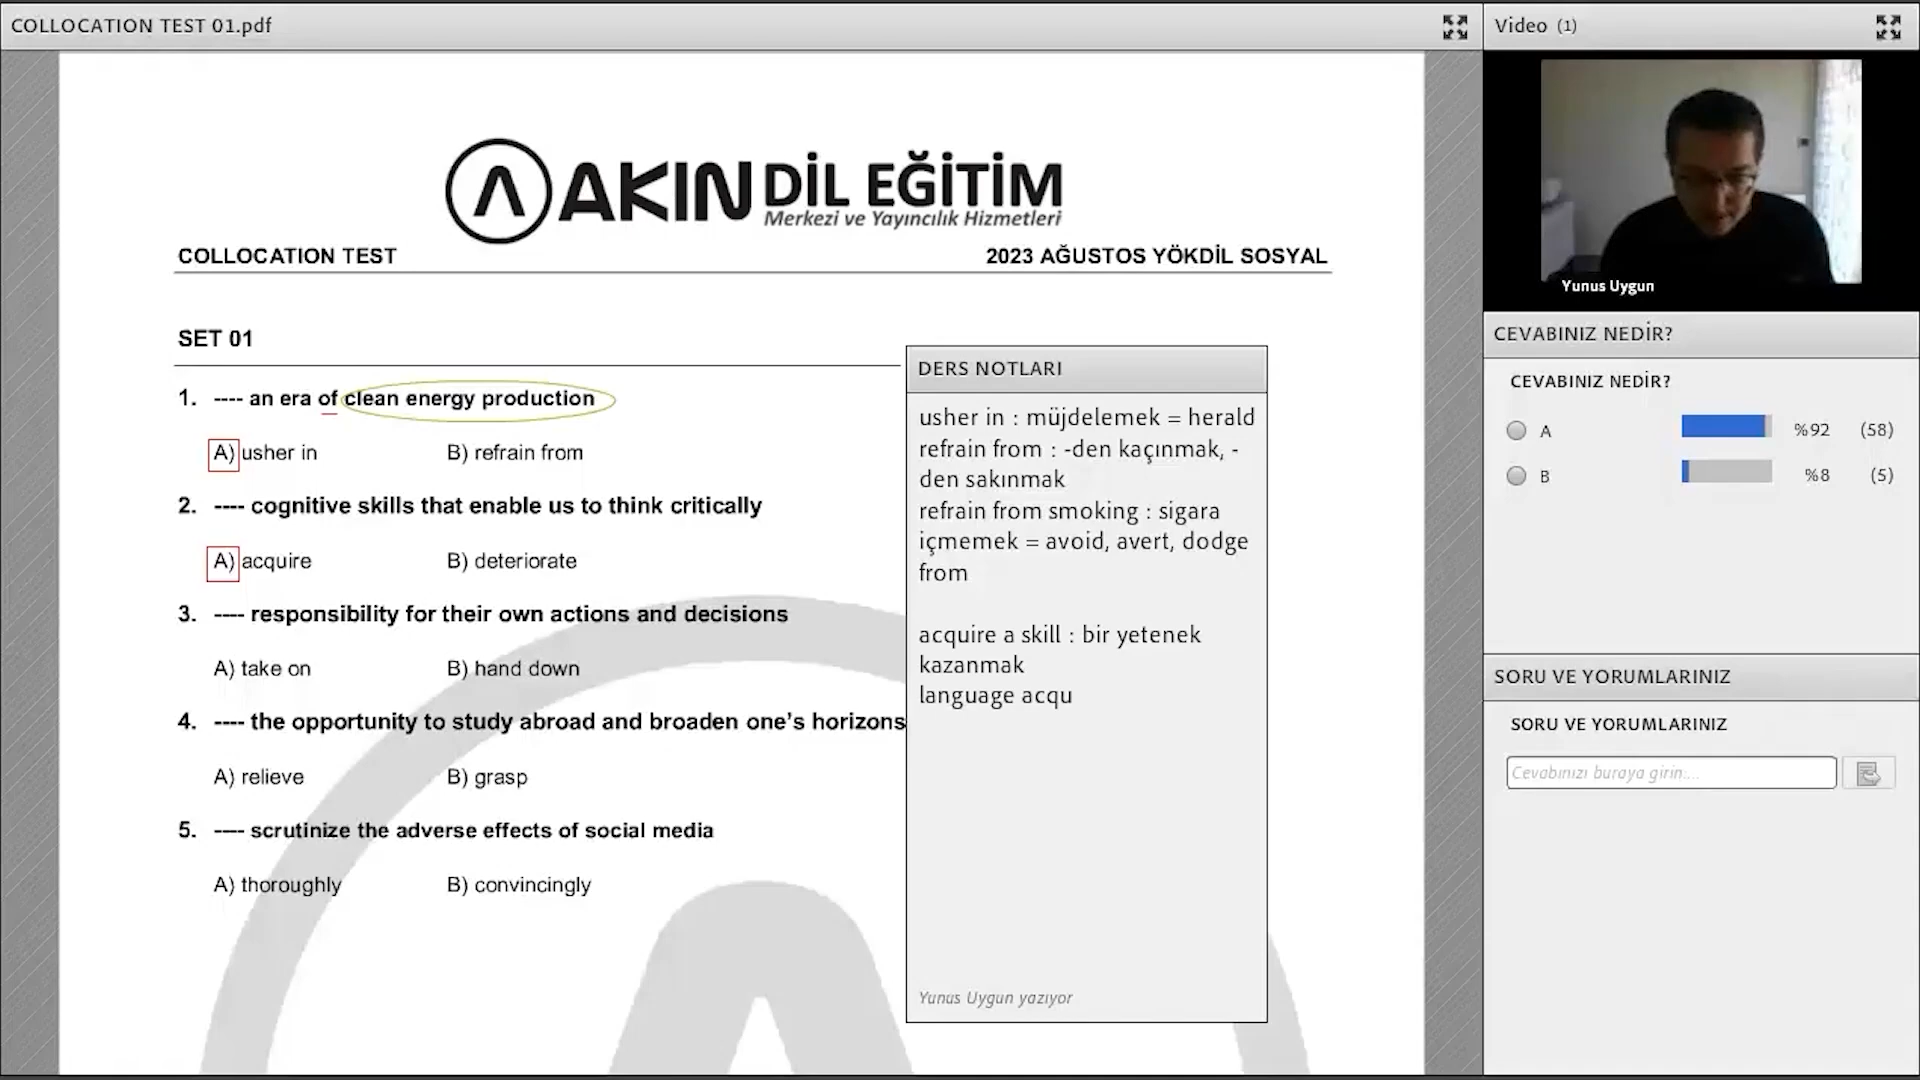 COLLOCATION TEST 01.pdf
AKIN DİL EĞİTİM
Merkezi ve Yayıncılık Hizmetleri
COLLOCATION TEST
2023 AĞUSTOS YÖKDİL SOSYAL
SET 01
1. ---- an era of clean energy production
A) usher in
B) refrain from
2. ---- cognitive skills that enable us to think critically
A) acquire
B) deteriorate
3. ---- responsibility for their own actions and decisions
A) take on
B) hand down
4. ---- the opportunity to study abroad and broaden one’s horizons
A) relieve
B) grasp
5. ---- scrutinize the adverse effects of social media
A) thoroughly
B) convincingly
DERS NOTLARI
usher in : müjdelemek = herald
refrain from : -den kaçınmak, -
den sakınmak
refrain from smoking : sigara
içmemek = avoid, avert, dodge
from
acquire a skill : bir yetenek
kazanmak
language acqu
Yunus Uygun yazıyor
Video (1)
Yunus Uygun
CEVABINIZ NEDİR?
CEVABINIZ NEDİR?
A %92 (58)
B %8 (5)
SORU VE YORUMLARINIZ
SORU VE YORUMLARINIZ
Cevabınızı buraya girin:...